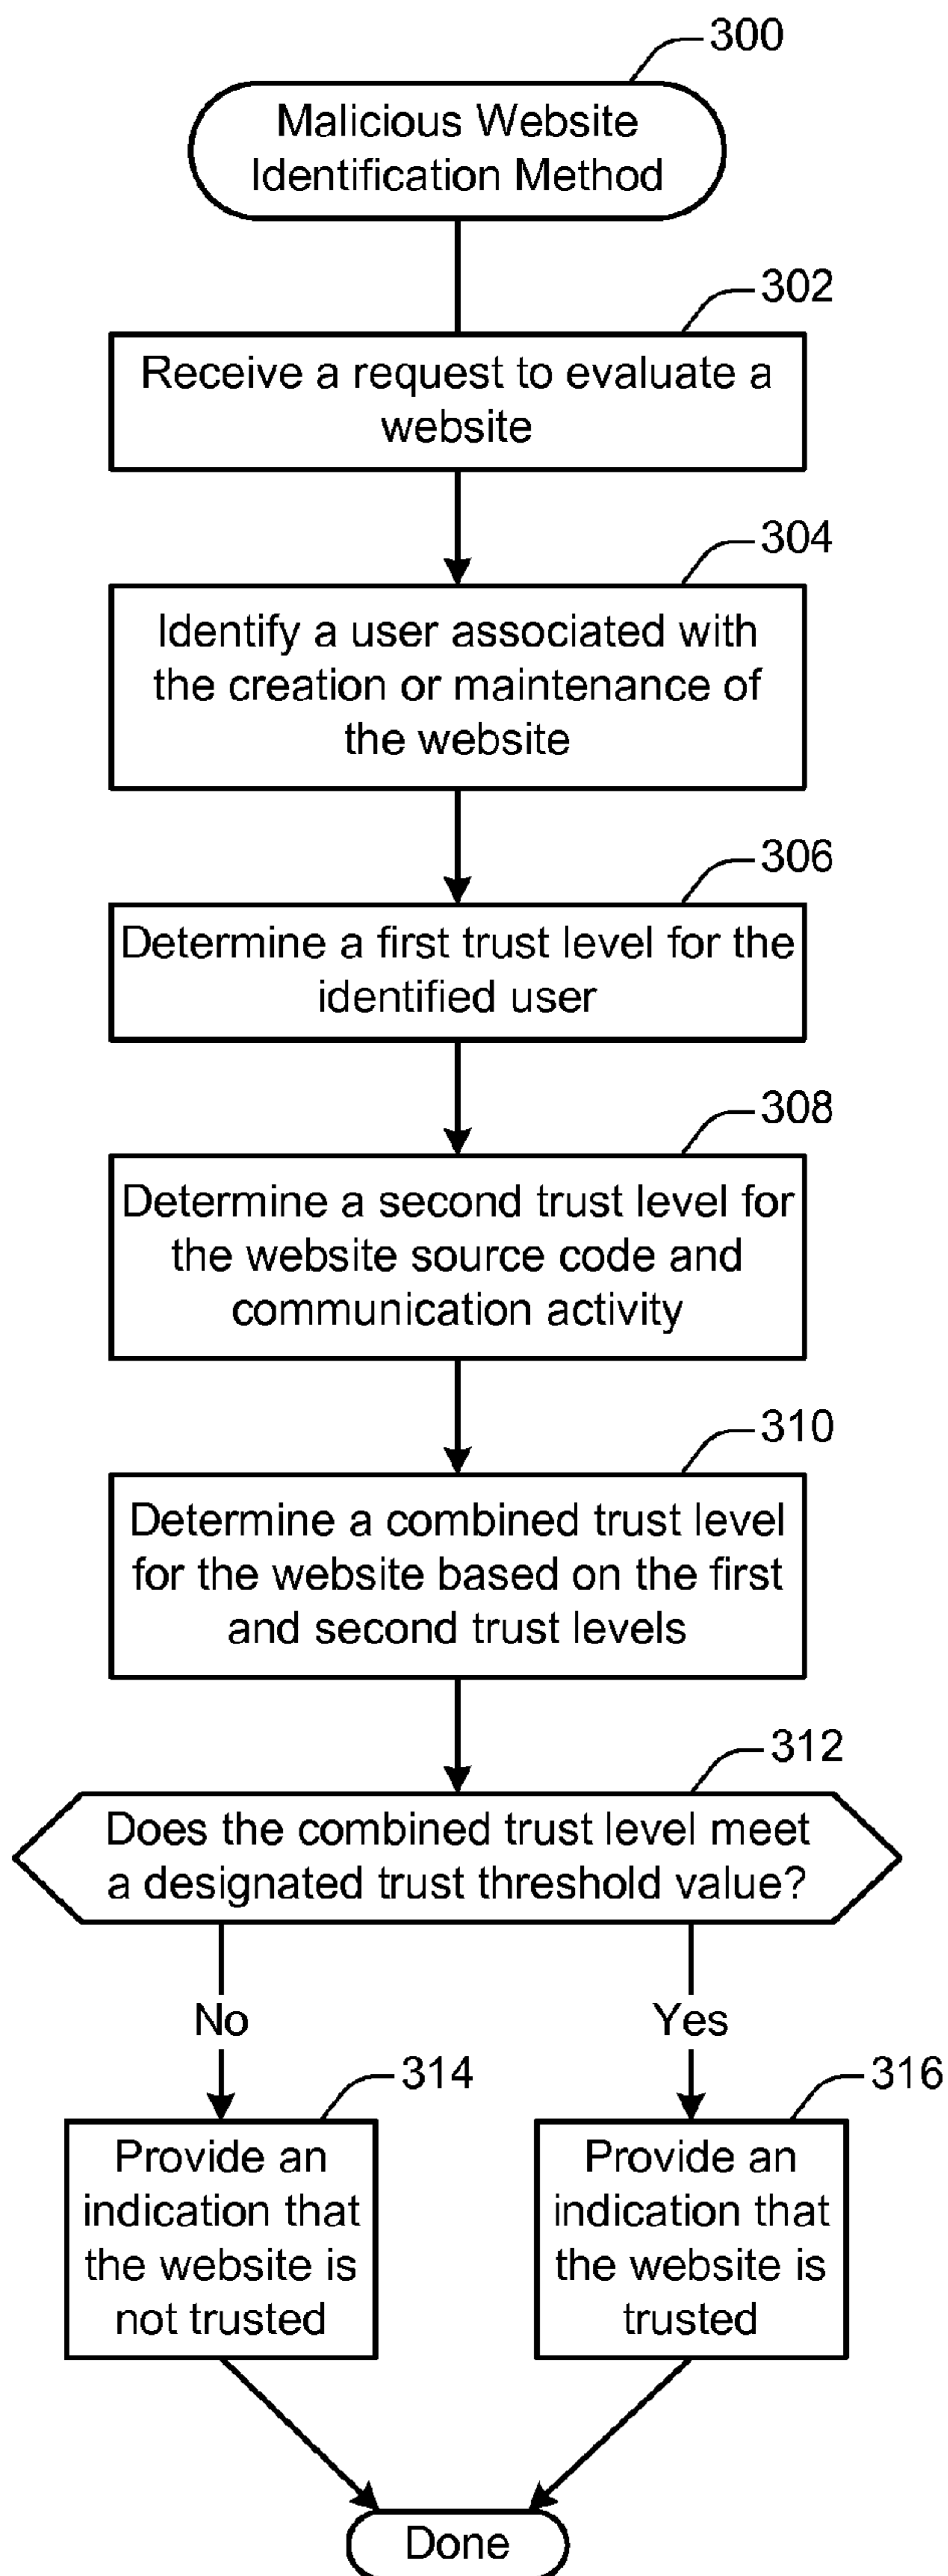 300
Malicious Website
Identification Method
302
Receive a request to evaluate a
website
304
Identify a user associated with
the creation or maintenance of
the website
306
Determine a first trust level for the
identified user
308
Determine a second trust level for
the website source code and
communication activity
310
Determine a combined trust level
for the website based on the first
and second trust levels
312
Does the combined trust level meet
a designated trust threshold value?
No
Yes
314
Provide an
indication that
the website is
not trusted
316
Provide an
indication that
the website is
trusted
Done